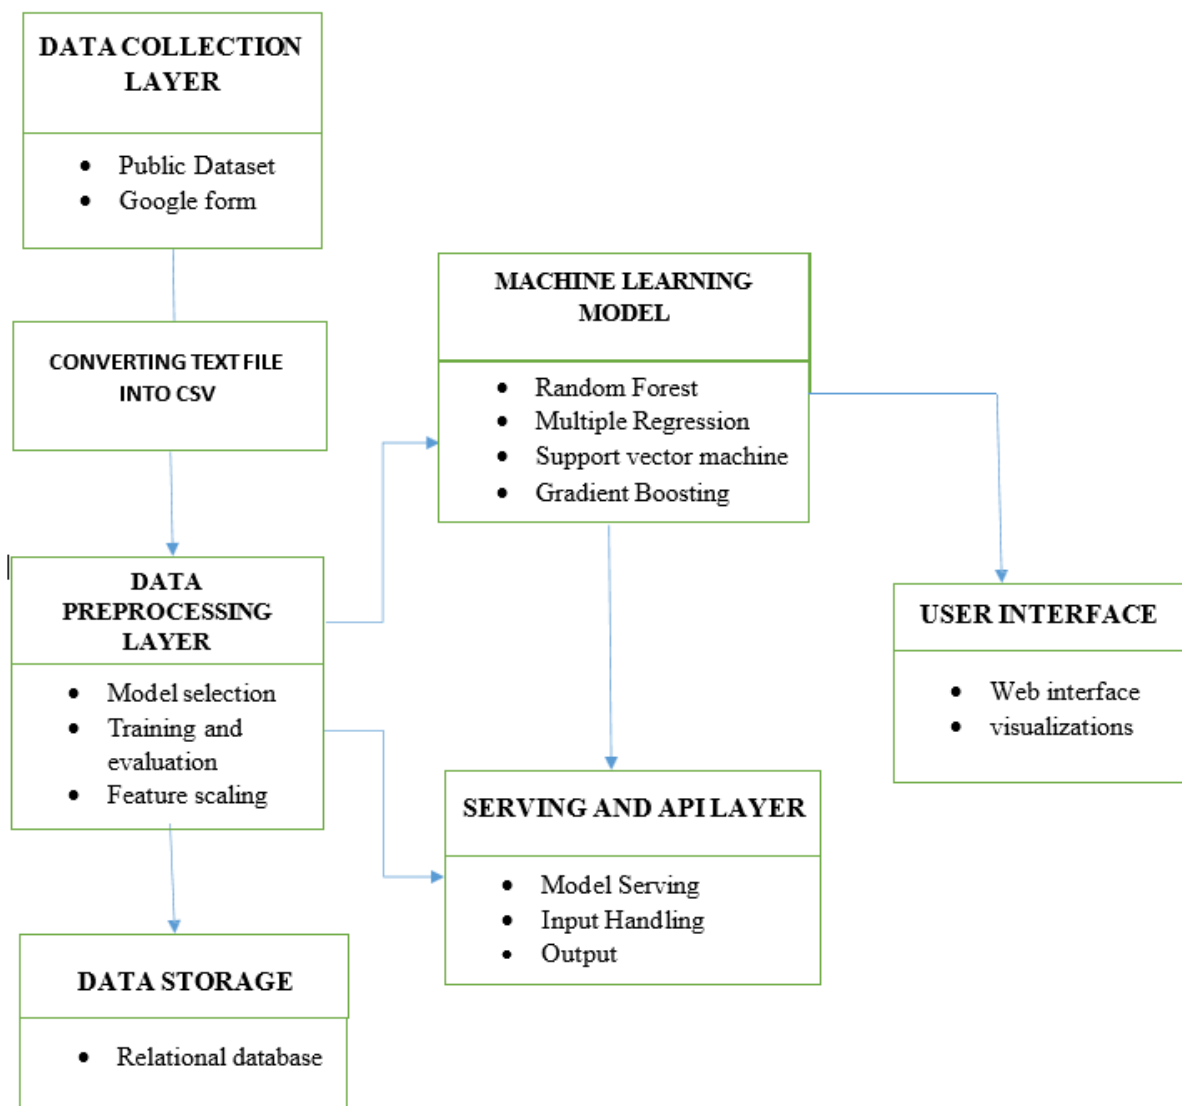 DATA COLLECTION
LAYER
• Public Dataset
• Google form
CONVERTING TEXT FILE
INTO CSV
DATA
PREPROCESSING
LAYER
• Model selection
• Training and
evaluation
• Feature scaling
DATA STORAGE
• Relational database
MACHINE LEARNING
MODEL
• Random Forest
• Multiple Regression
• Support vector machine
• Gradient Boosting
SERVING AND API LAYER
• Model Serving
• Input Handling
• Output
USER INTERFACE
• Web interface
• visualizations